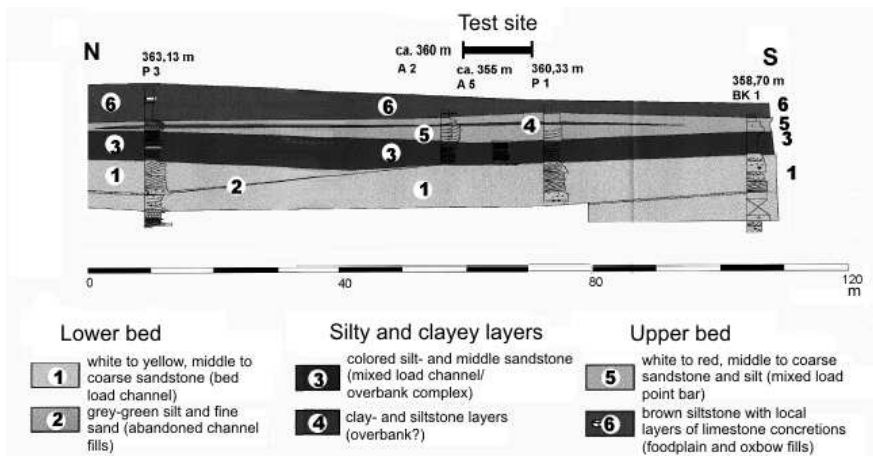 Test site
N
363,13 m
P 3
ca. 360 m
A 2
ca. 355 m
A 5
360,33 m
P 1
S
358,70 m
BK 1
6
6
6
5
4
5
3
3
3
1
2
1
1
0
40
80
120
m
Lower bed
1
white to yellow, middle to
coarse sandstone (bed
load channel)
2
grey-green silt and fine
sand (abandoned channel
fills)
Silty and clayey layers
3
colored silt- and middle sandstone
(mixed load channel/
overbank complex)
4
clay- and siltstone layers
(overbank?)
Upper bed
5
white to red, middle to coarse
sandstone and silt (mixed load
point bar)
6
brown siltstone with local
layers of limestone concretions
(foodplain and oxbow fills)